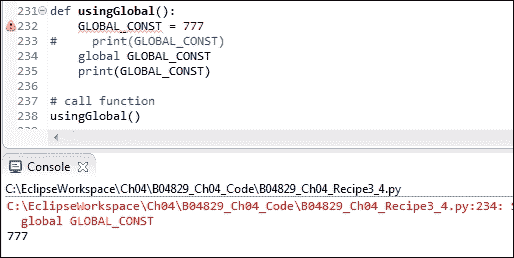 231 def usingGlobal():
232     GLOBAL_CONST = 777
233 #     print(GLOBAL_CONST)
234     global GLOBAL_CONST
235     print(GLOBAL_CONST)
236
237 # call function
238 usingGlobal()
Console
C:\EclipseWorkspace\Ch04\B04829_Ch04_Code\B04829_Ch04_Recipe3_4.py
C:\EclipseWorkspace\Ch04\B04829_Ch04_Code\B04829_Ch04_Recipe3_4.py:234:
  global GLOBAL_CONST
777